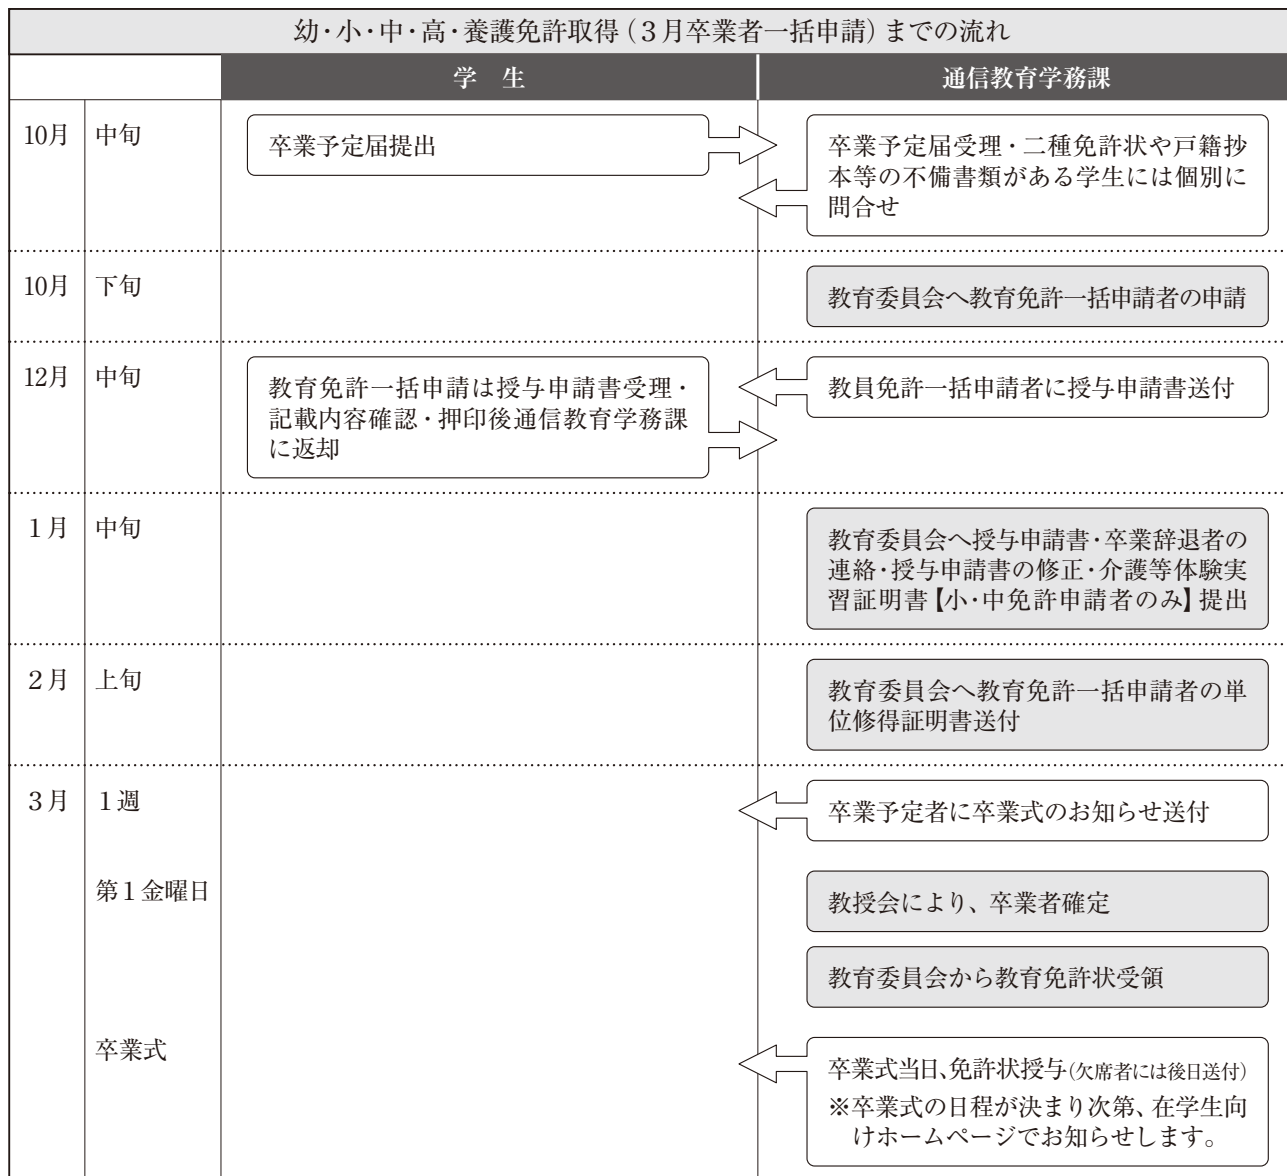 幼・小・中・高・養護免許取得（３月卒業者一括申請）までの流れ
学　生
通信教育学務課
10月
中旬
卒業予定届提出
卒業予定届受理・二種免許状や戸籍抄
本等の不備書類がある学生には個別に
問合せ
10月
下旬
教育委員会へ教育免許一括申請者の申請
12月
中旬
教育免許一括申請は授与申請書受理・
記載内容確認・押印後通信教育学務課
に返却
教員免許一括申請者に授与申請書送付
１月
中旬
教育委員会へ授与申請書・卒業辞退者の
連絡・授与申請書の修正・介護等体験実
習証明書【小・中免許申請者のみ】提出
２月
上旬
教育委員会へ教育免許一括申請者の単
位修得証明書送付
３月
１週
卒業予定者に卒業式のお知らせ送付
第１金曜日
教授会により、卒業者確定
教育委員会から教育免許状受領
卒業式
卒業式当日、免許状授与（欠席者には後日送付）
※卒業式の日程が決まり次第、在学生向
けホームページでお知らせします。